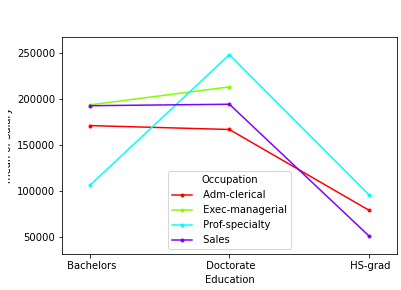 250000
200000
150000
100000
50000
Occupation
Adm-clerical
Exec-managerial
Prof-specialty
Sales
Bachelors
Doctorate
HS-grad
Education